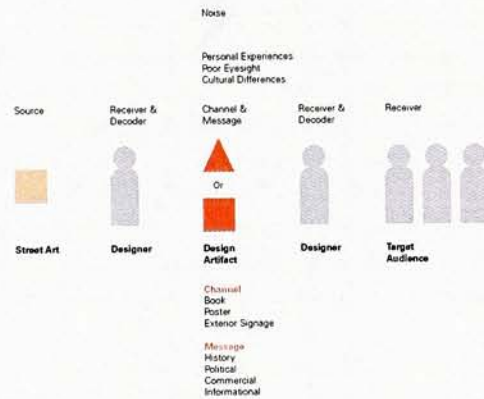 Noise
Personal Experiences
Poor Eyesight
Cultural Differences
Source
Receiver &
Decoder
Channel &
Message
Receiver &
Decoder
Receiver
Or
Street Art
Designer
Design
Artifact
Designer
Target
Audience
Channel
Book
Poster
Exterior Signage
Message
History
Political
Commercial
Informational